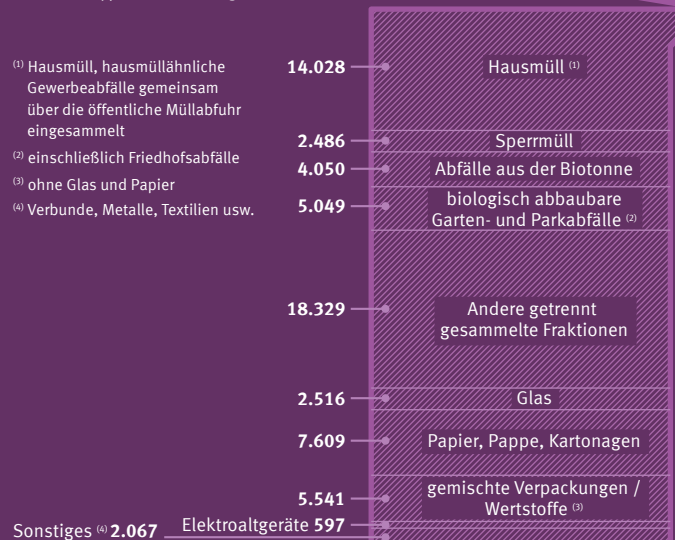 (1) Hausmüll, hausmüllähnliche
Gewerbeabfälle gemeinsam
über die öffentliche Müllabfuhr
eingesammelt
(2) einschließlich Friedhofsabfälle
(3) ohne Glas und Papier
(4) Verbunde, Metalle, Textilien usw.
14.028 Hausmüll (1)
2.486 Sperrmüll
4.050 Abfälle aus der Biotonne
5.049 biologisch abbaubare
Garten- und Parkabfälle (2)
18.329 Andere getrennt
gesammelte Fraktionen
2.516 Glas
7.609 Papier, Pappe, Kartonagen
5.541 gemischte Verpackungen /
Wertstoffe (3)
Elektroaltgeräte 597
Sonstiges (4) 2.067